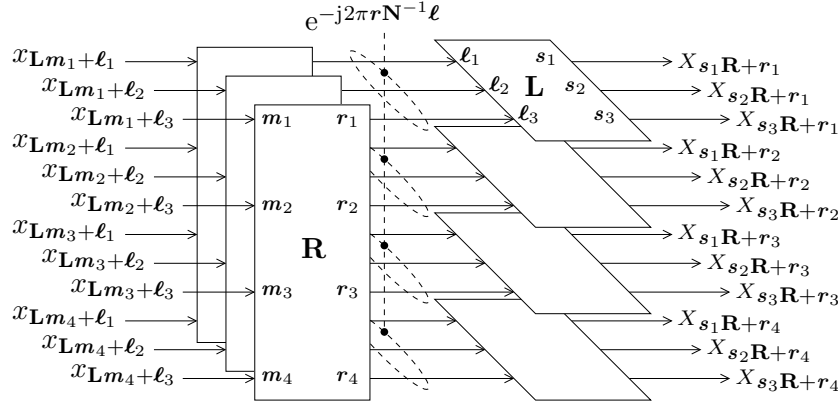 e^{-j2πrN^{-1}ℓ}
x_{Lm_1+ℓ_1} ℓ_1 s_1 X_{s_1R+r_1}
x_{Lm_1+ℓ_2} ℓ_2 L s_2 X_{s_2R+r_1}
x_{Lm_1+ℓ_3} m_1 r_1 ℓ_3 s_3 X_{s_3R+r_1}
x_{Lm_2+ℓ_1} X_{s_1R+r_2}
x_{Lm_2+ℓ_2} X_{s_2R+r_2}
x_{Lm_2+ℓ_3} m_2 r_2 X_{s_3R+r_2}
x_{Lm_3+ℓ_1} R X_{s_1R+r_3}
x_{Lm_3+ℓ_2} X_{s_2R+r_3}
x_{Lm_3+ℓ_3} m_3 r_3 X_{s_3R+r_3}
x_{Lm_4+ℓ_1} X_{s_1R+r_4}
x_{Lm_4+ℓ_2} X_{s_2R+r_4}
x_{Lm_4+ℓ_3} m_4 r_4 X_{s_3R+r_4}